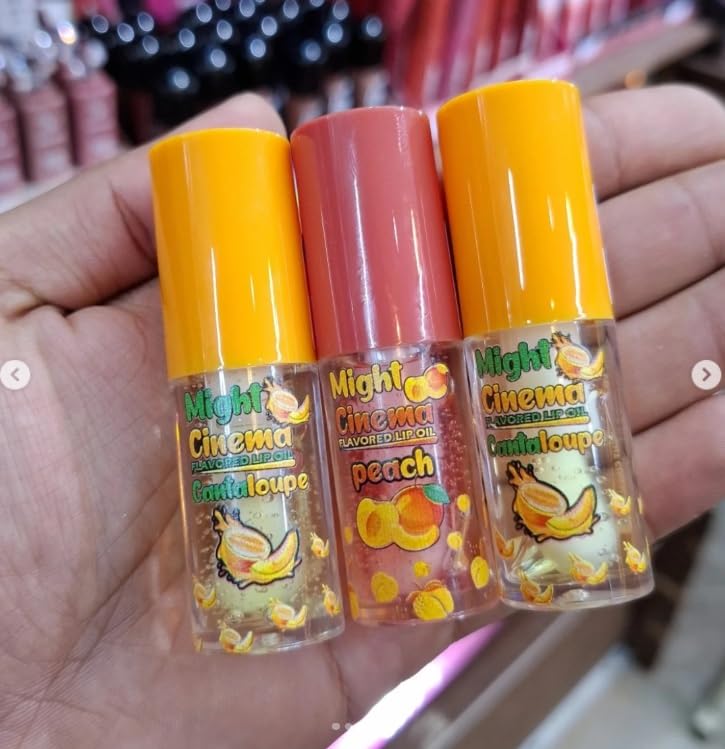 Might
Cinema
FLAVORED LIP OIL
Cantaloupe
Might
Cinema
FLAVORED LIP OIL
peach
Might
Cinema
FLAVORED LIP OIL
Cantaloupe